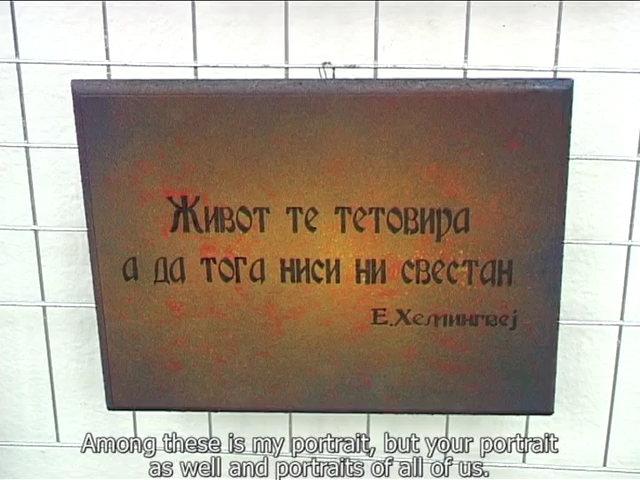 Живот те тетовира
а да тога ниси ни свестан
Е.Хемингвеј
Among these is my portrait, but your portrait
as well and portraits of all of us.